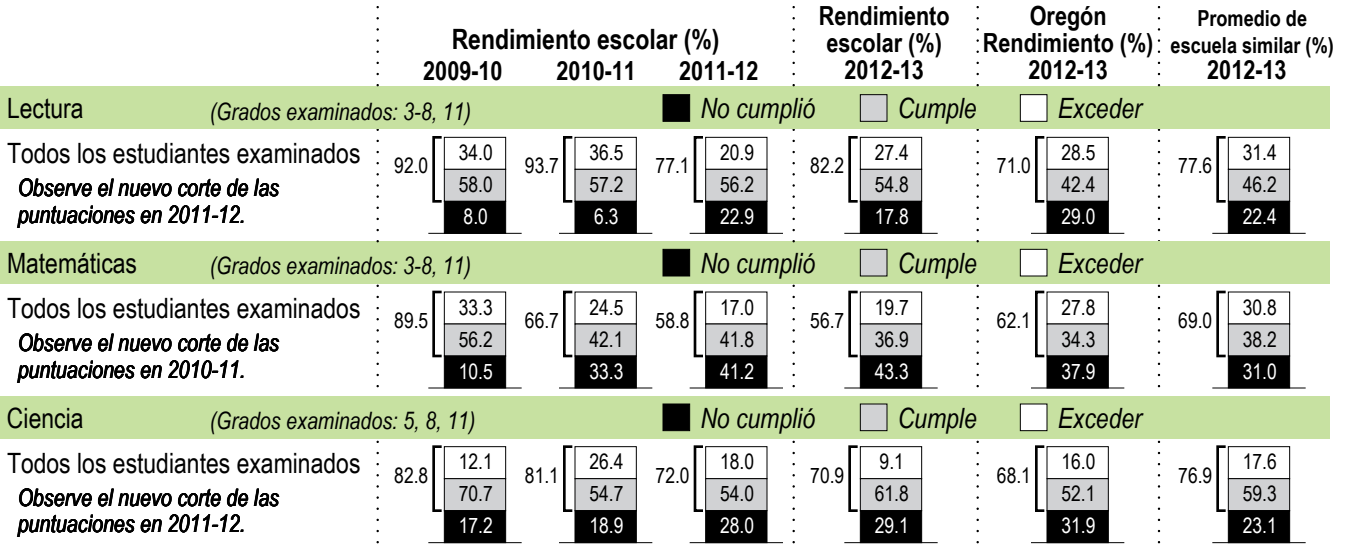 Rendimiento escolar (%)
2009-10 2010-11 2011-12
Rendimiento
escolar (%)
2012-13
Oregón
Rendimiento (%)
2012-13
Promedio de
escuela similar (%)
2012-13
Lectura (Grados examinados: 3-8, 11) No cumplió Cumple Exceder
Todos los estudiantes examinados
Observe el nuevo corte de las
puntuaciones en 2011-12.
92.0 34.0 58.0 8.0
93.7 36.5 57.2 6.3
77.1 20.9 56.2 22.9
82.2 27.4 54.8 17.8
71.0 28.5 42.4 29.0
77.6 31.4 46.2 22.4
Matemáticas (Grados examinados: 3-8, 11) No cumplió Cumple Exceder
Todos los estudiantes examinados
Observe el nuevo corte de las
puntuaciones en 2010-11.
89.5 33.3 56.2 10.5
66.7 24.5 42.1 33.3
58.8 17.0 41.8 41.2
56.7 19.7 36.9 43.3
62.1 27.8 34.3 37.9
69.0 30.8 38.2 31.0
Ciencia (Grados examinados: 5, 8, 11) No cumplió Cumple Exceder
Todos los estudiantes examinados
Observe el nuevo corte de las
puntuaciones en 2011-12.
82.8 12.1 70.7 17.2
81.1 26.4 54.7 18.9
72.0 18.0 54.0 28.0
70.9 9.1 61.8 29.1
68.1 16.0 52.1 31.9
76.9 17.6 59.3 23.1